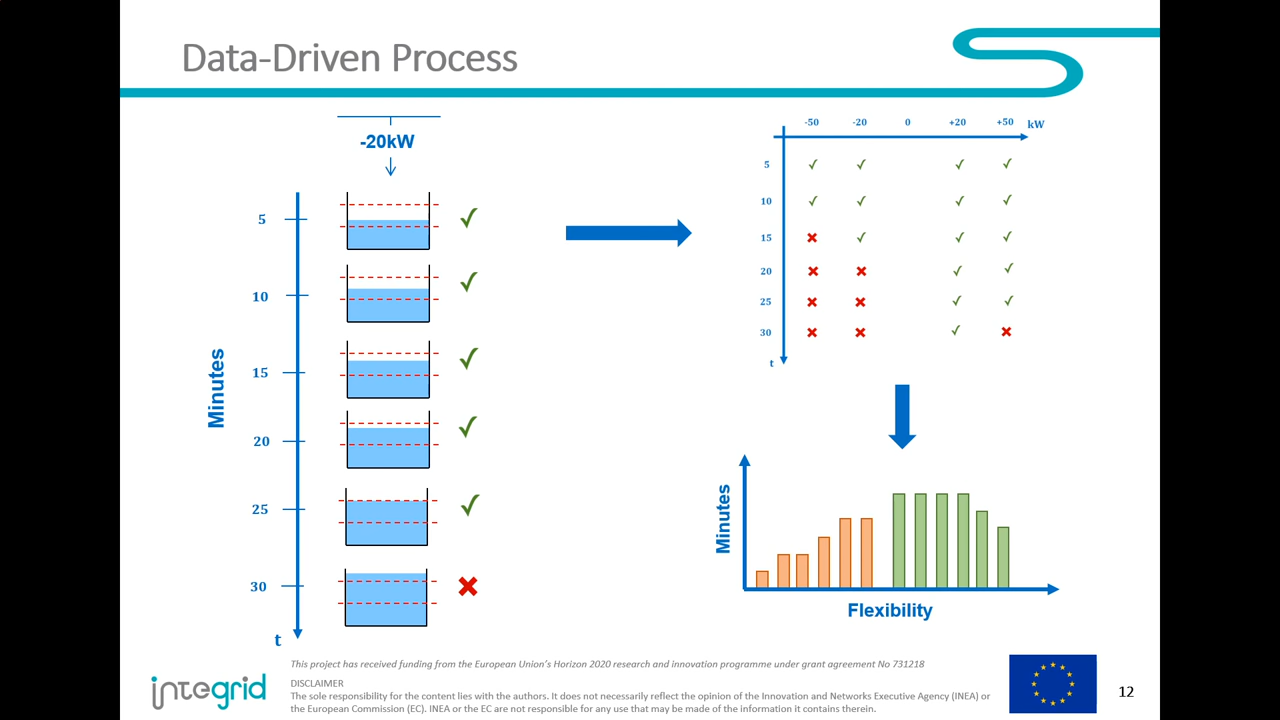 Data-Driven Process
-20kW
5
10
15
20
25
30
Minutes
t
-50 -20 0 +20 +50 kW
5
10
15
20
25
30
t
Minutes
Flexibility
This project has received funding from the European Union's Horizon 2020 research and innovation programme under grant agreement No 731218
DISCLAIMER
The sole responsibility for the content lies with the authors. It does not necessarily reflect the opinion of the Innovation and Networks Executive Agency (INEA) or
the European Commission (EC). INEA or the EC are not responsible for any use that may be made of the information it contains therein.
integrid
12